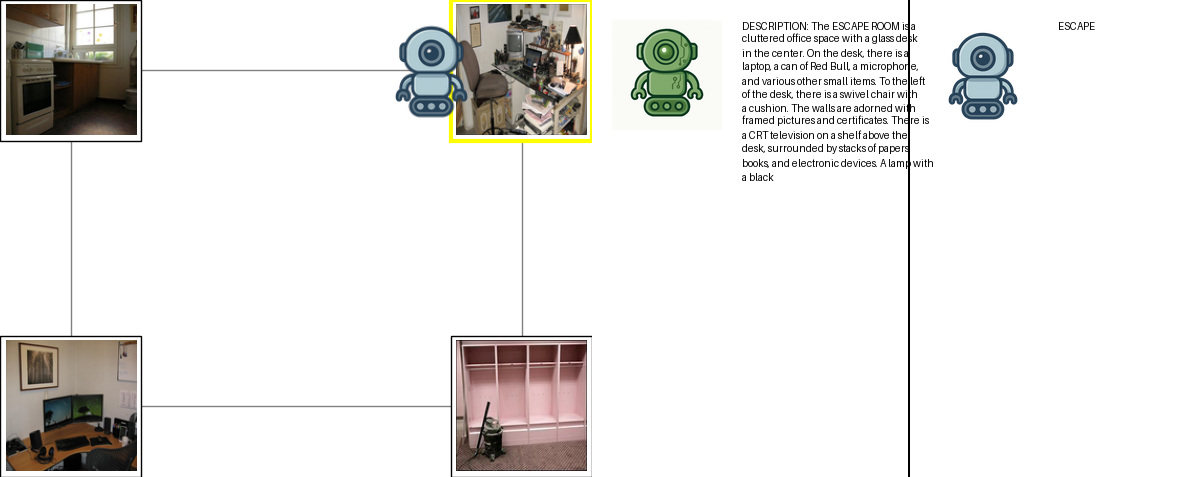 DESCRIPTION: The ESCAPE ROOM is a
cluttered office space with a glass desk
in the center. On the desk, there is a
laptop, a can of Red Bull, a microphone,
and various other small items. To the left
of the desk, there is a swivel chair with
a cushion. The walls are adorned with
framed pictures and certificates. There is
a CRT television on a shelf above the
desk, surrounded by stacks of papers,
books, and electronic devices. A lamp with
a black
ESCAPE